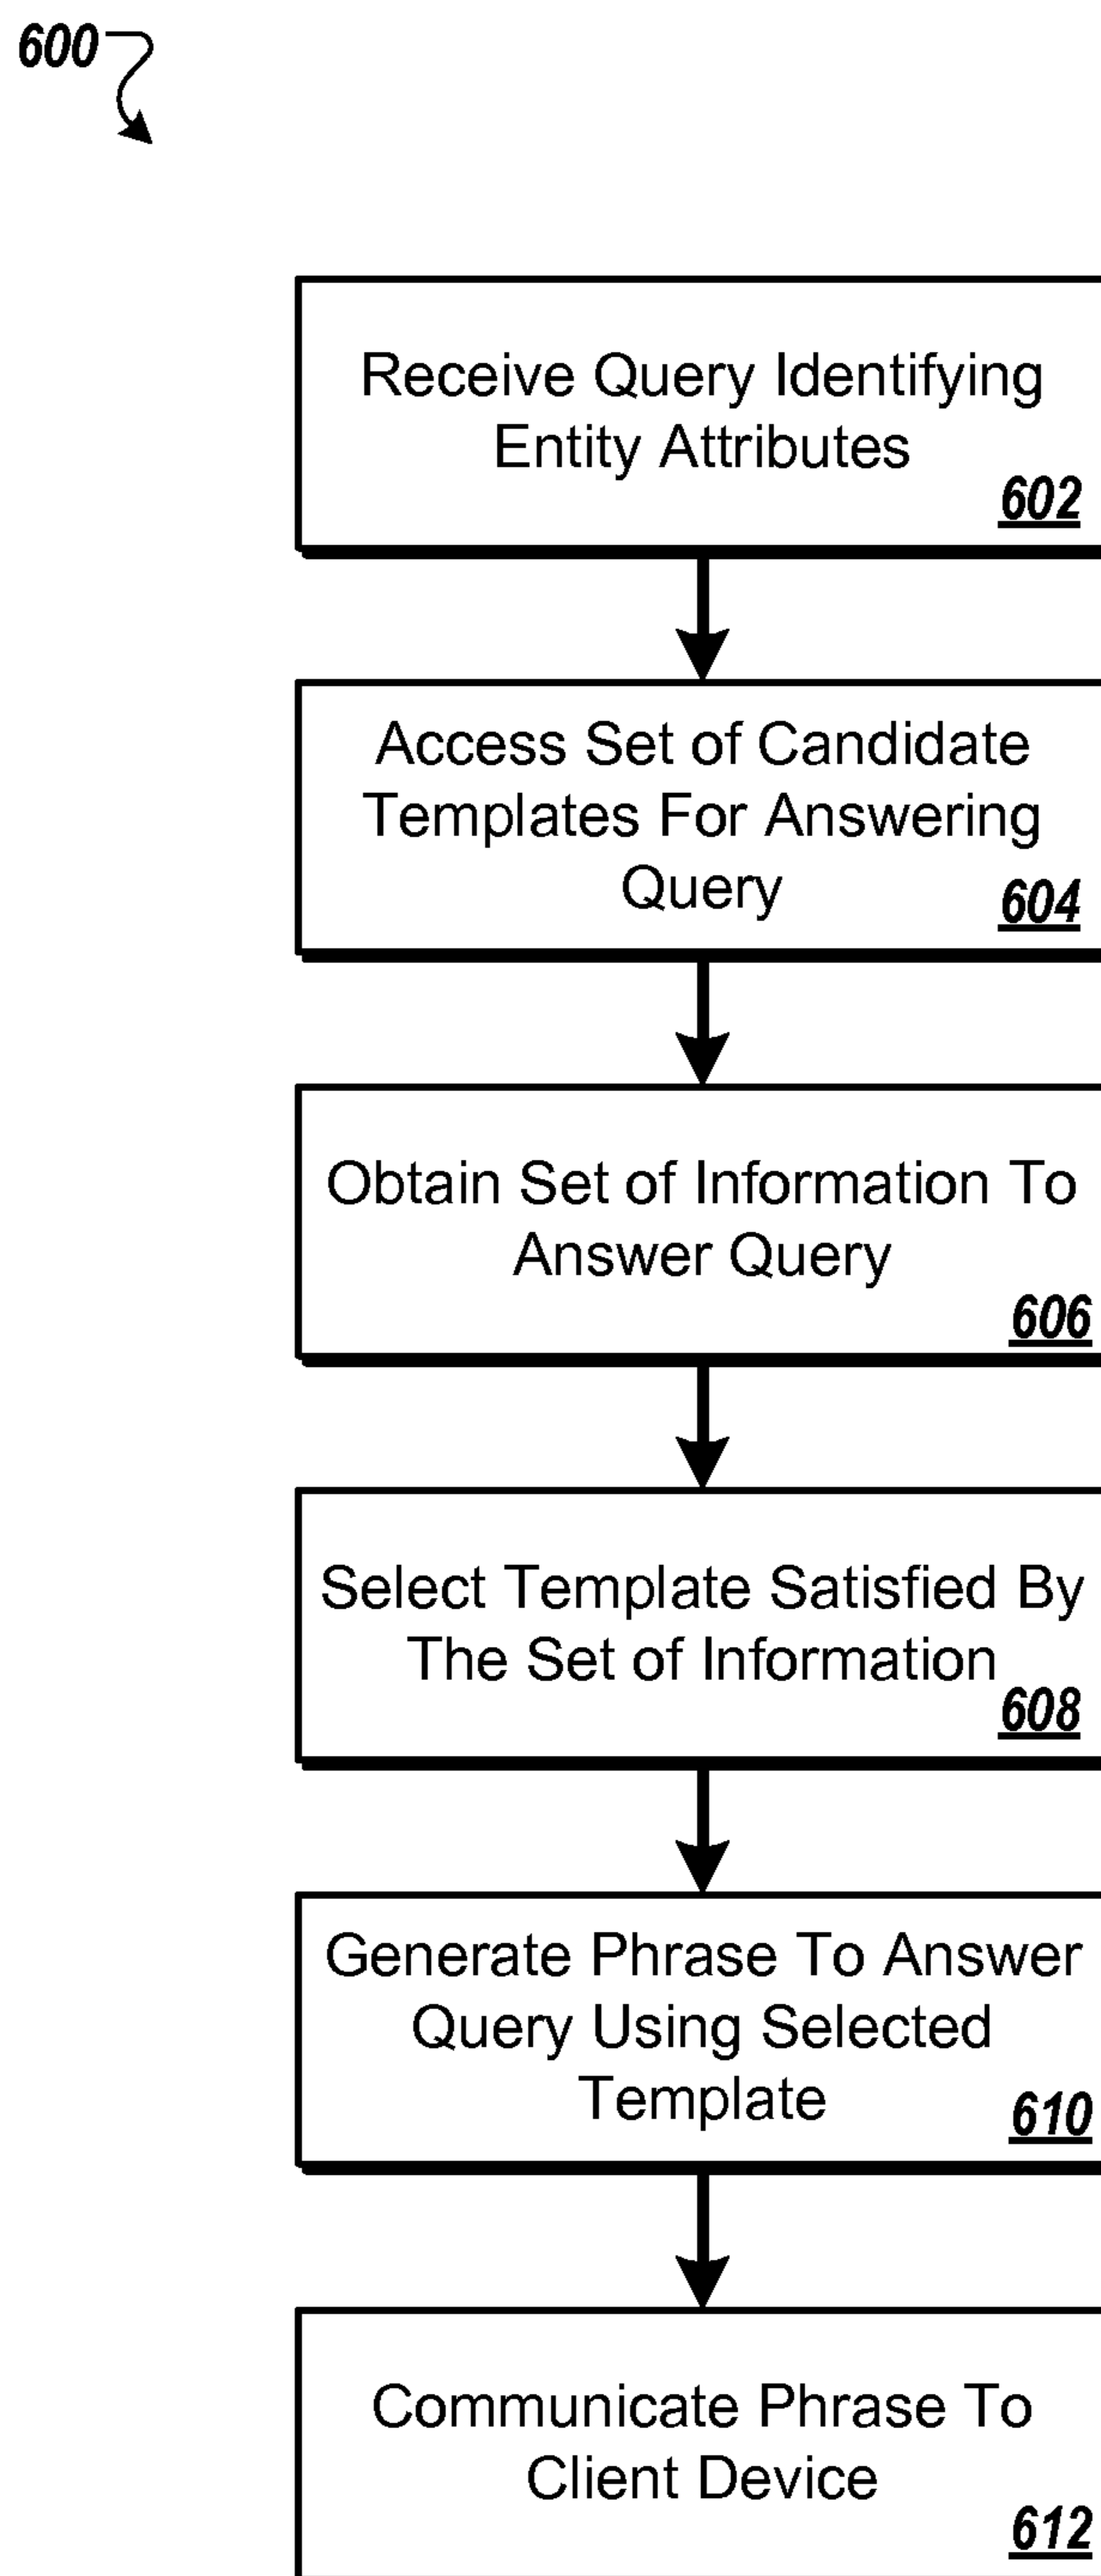 600
Receive Query Identifying
Entity Attributes
602
Access Set of Candidate
Templates For Answering
Query
604
Obtain Set of Information To
Answer Query
606
Select Template Satisfied By
The Set of Information
608
Generate Phrase To Answer
Query Using Selected
Template
610
Communicate Phrase To
Client Device
612